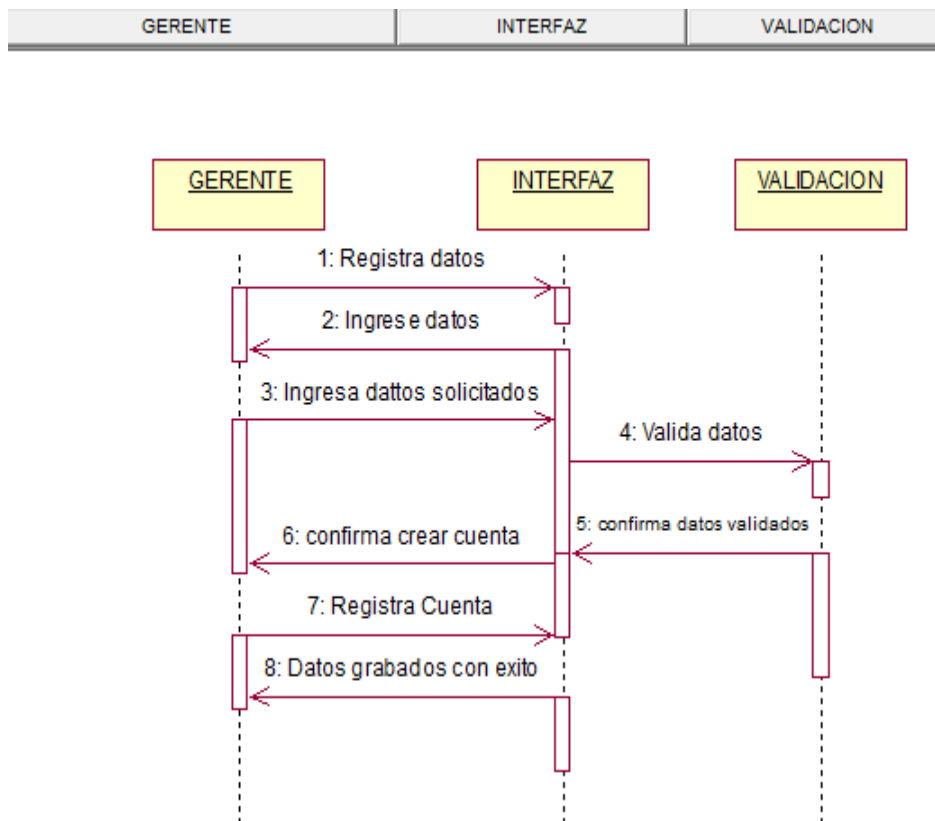 GERENTE
INTERFAZ
VALIDACION
GERENTE
INTERFAZ
VALIDACION
1: Registra datos
2: Ingrese datos
3: Ingresa dattos solicitados
4: Valida datos
5: confirma datos validados
6: confirma crear cuenta
7: Registra Cuenta
8: Datos grabados con exito